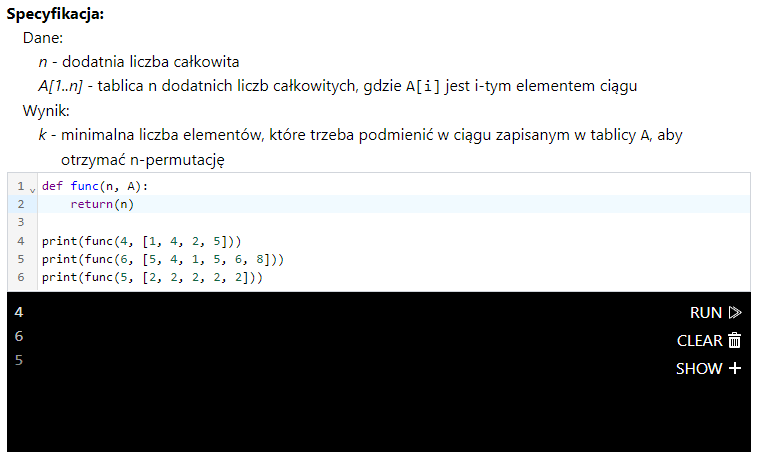 Specyfikacja:
Dane:
n - dodatnia liczba całkowita
A[1..n] - tablica n dodatnich liczb całkowitych, gdzie A[i] jest i-tym elementem ciągu
Wynik:
k - minimalna liczba elementów, które trzeba podmienić w ciągu zapisanym w tablicy A, aby
otrzymać n-permutację
1 def func(n, A):
2 return(n)
3
4 print(func(4, [1, 4, 2, 5]))
5 print(func(6, [5, 4, 1, 5, 6, 8]))
6 print(func(5, [2, 2, 2, 2, 2]))
4
6
5
RUN
CLEAR
SHOW